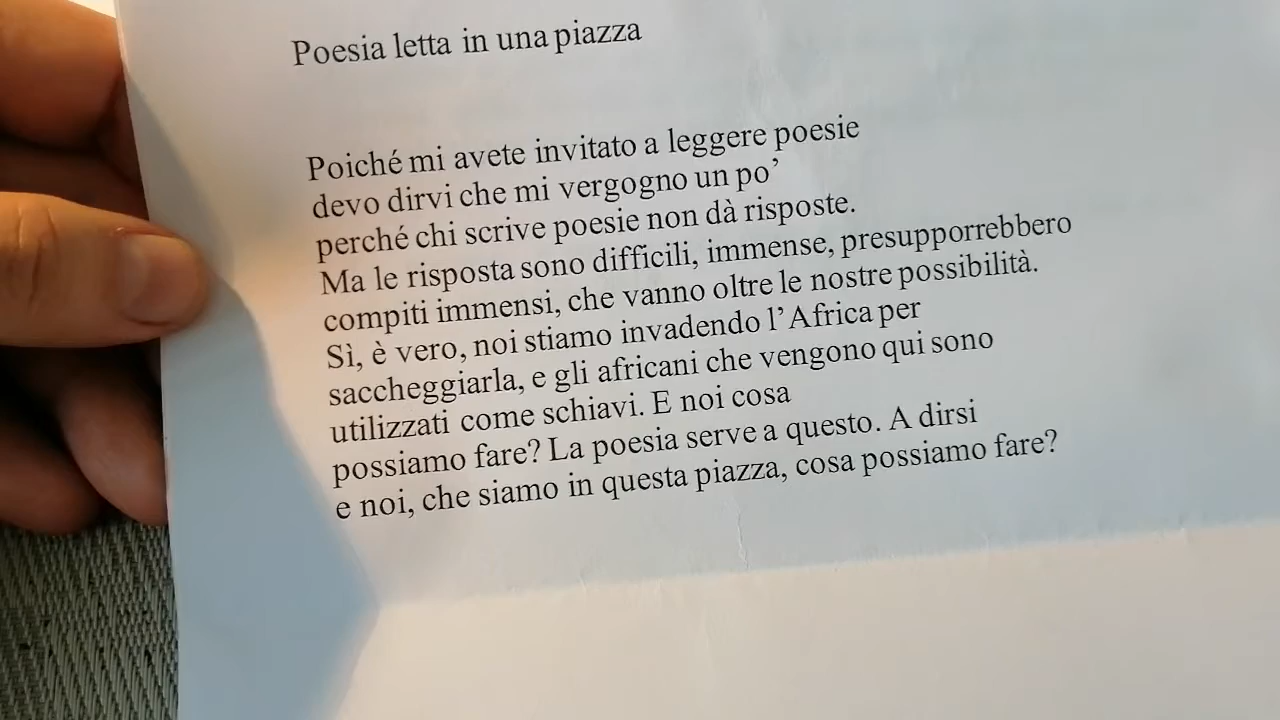 Poesia letta in una piazza
Poiché mi avete invitato a leggere poesie
devo dirvi che mi vergogno un po’
perché chi scrive poesie non dà risposte.
Ma le risposta sono difficili, immense, presupporrebbero
compiti immensi, che vanno oltre le nostre possibilità.
Sì, è vero, noi stiamo invadendo l’Africa per
saccheggiarla, e gli africani che vengono qui sono
utilizzati come schiavi. E noi cosa
possiamo fare? La poesia serve a questo. A dirsi
e noi, che siamo in questa piazza, cosa possiamo fare?